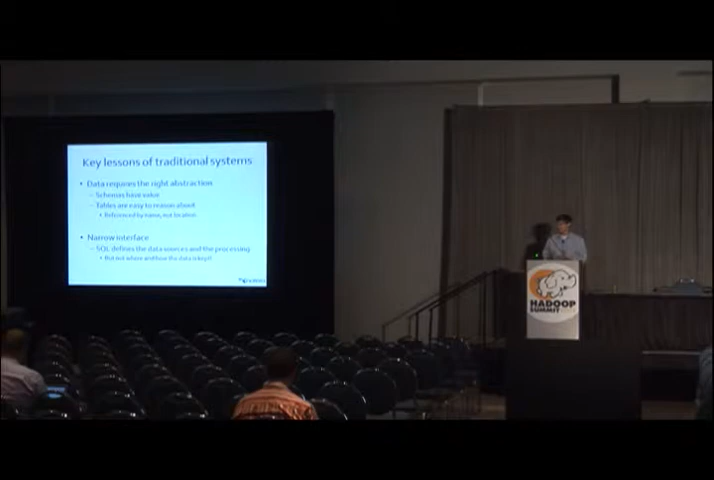 Key lessons of traditional systems
• Data requires the right abstraction
– Schemas have value
– Tables are easy to reason about
• Referenced by name, not location
• Narrow interface
– SQL defines the data sources and the processing
• But not where and how the data is kept!
HADOOP
SUMMIT